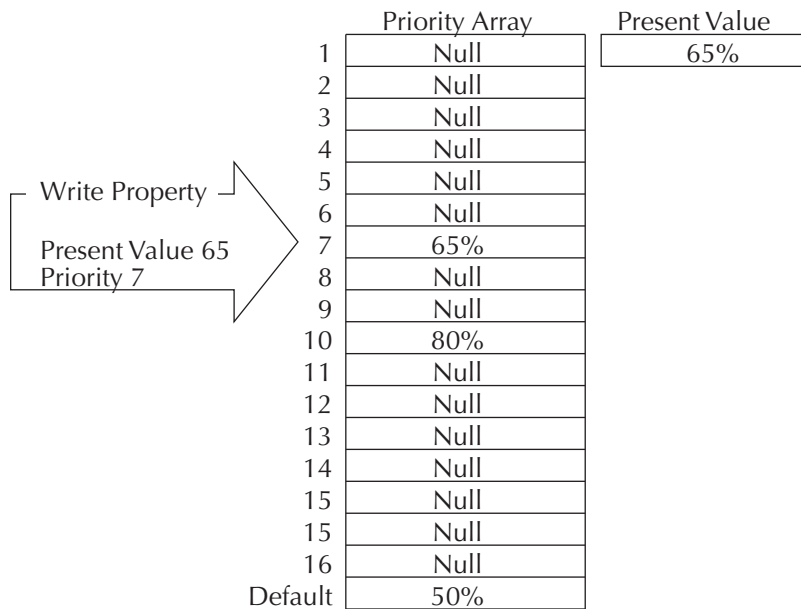 Priority Array Present Value
1 Null 65%
2 Null
3 Null
4 Null
5 Null
6 Null
7 65%
8 Null
9 Null
10 80%
11 Null
12 Null
13 Null
14 Null
15 Null
15 Null
16 Null
Default 50%
Write Property
Present Value 65
Priority 7